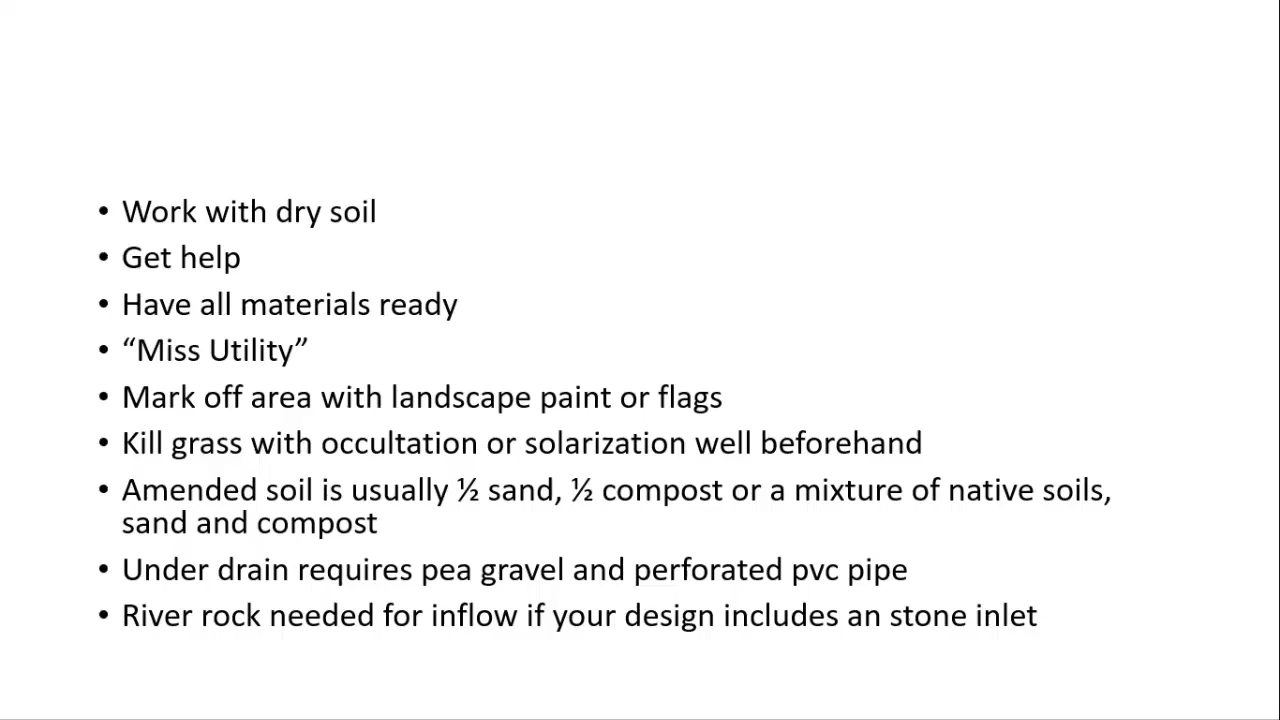 • Work with dry soil
• Get help
• Have all materials ready
• “Miss Utility”
• Mark off area with landscape paint or flags
• Kill grass with occultation or solarization well beforehand
• Amended soil is usually ½ sand, ½ compost or a mixture of native soils,
sand and compost
• Under drain requires pea gravel and perforated pvc pipe
• River rock needed for inflow if your design includes an stone inlet